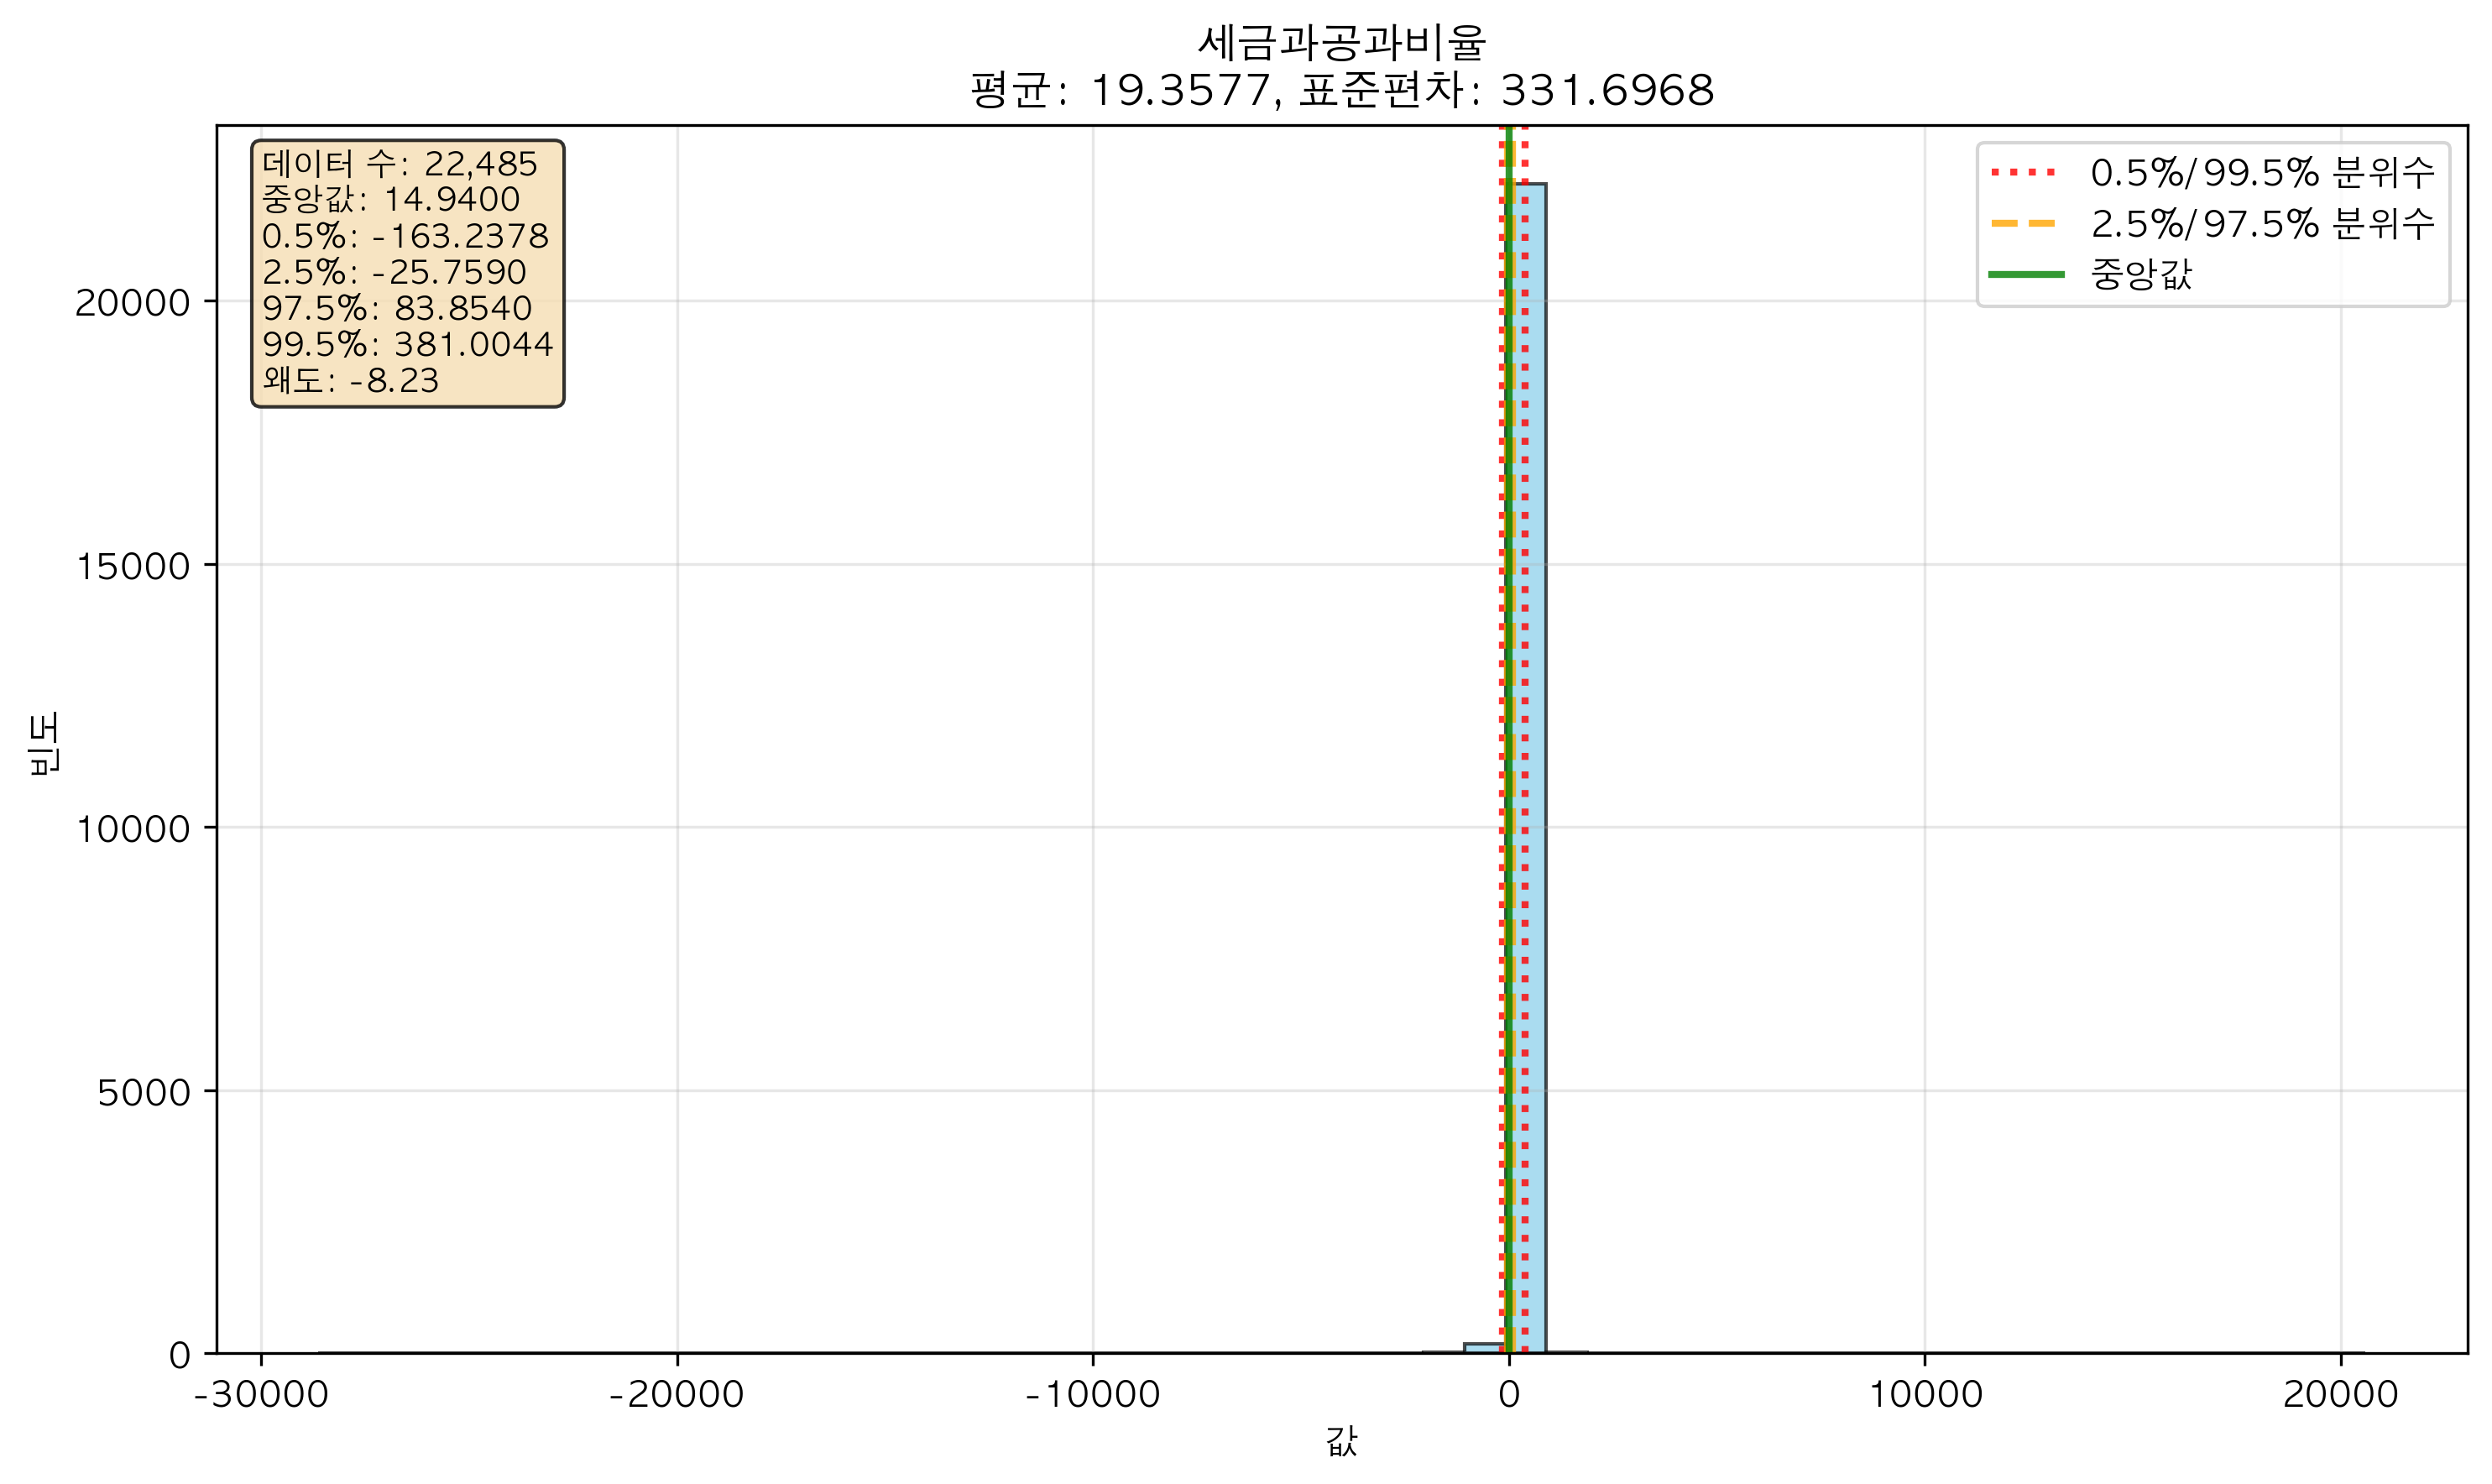 세금과공과비율
평균: 19.3577, 표준편차: 331.6968
데이터 수: 22,485
중앙값: 14.9400
0.5%: -163.2378
2.5%: -25.7590
97.5%: 83.8540
99.5%: 381.0044
왜도: -8.23
0.5%/99.5% 분위수
2.5%/97.5% 분위수
중앙값
빈도
20000
15000
10000
5000
0
-30000
-20000
-10000
0
10000
20000
값